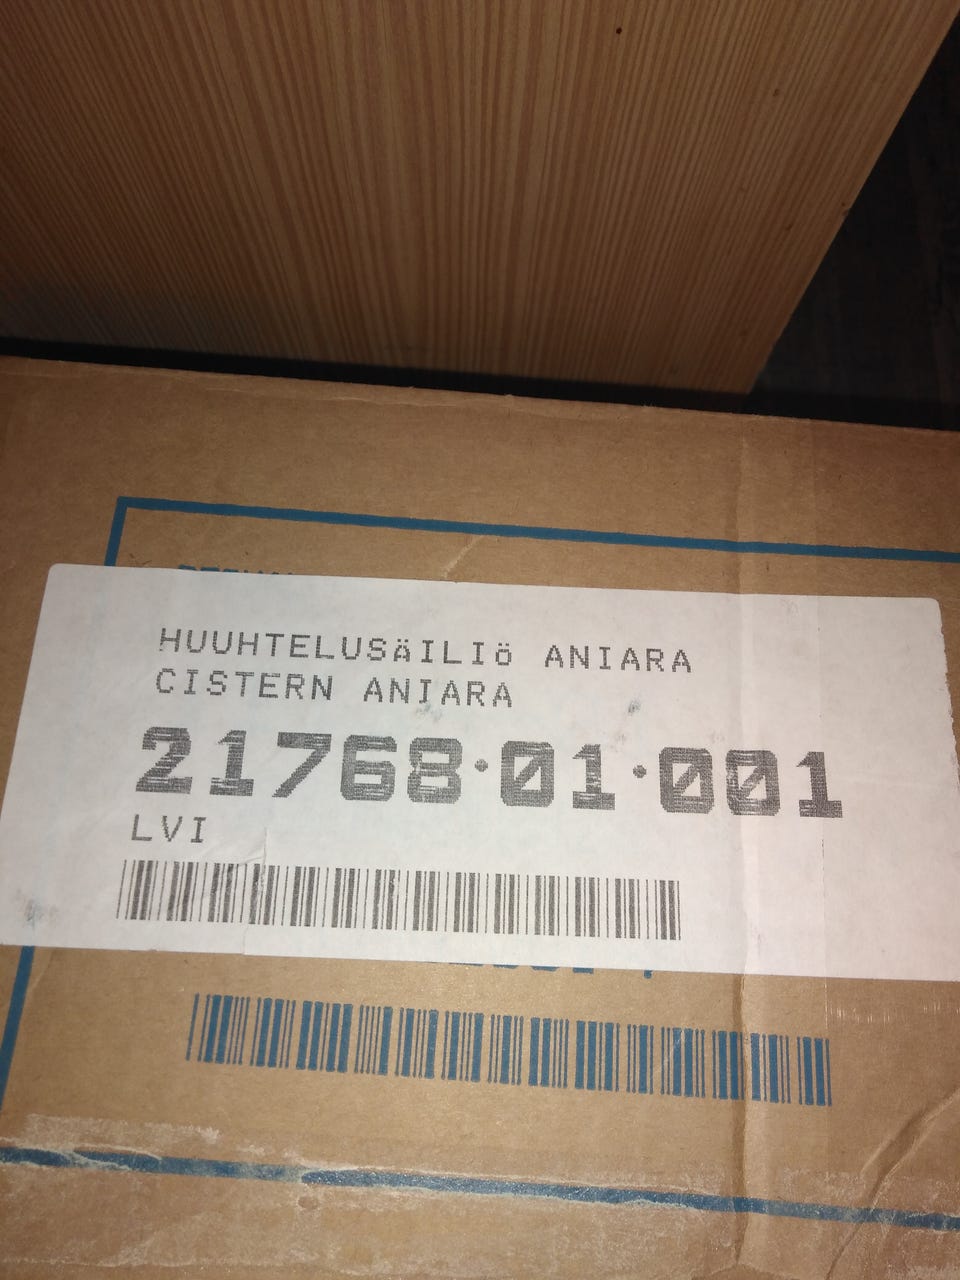 HUUHTELUSÄILIÖ ANIARA
CISTERN ANIARA
21768·01·001
LVI